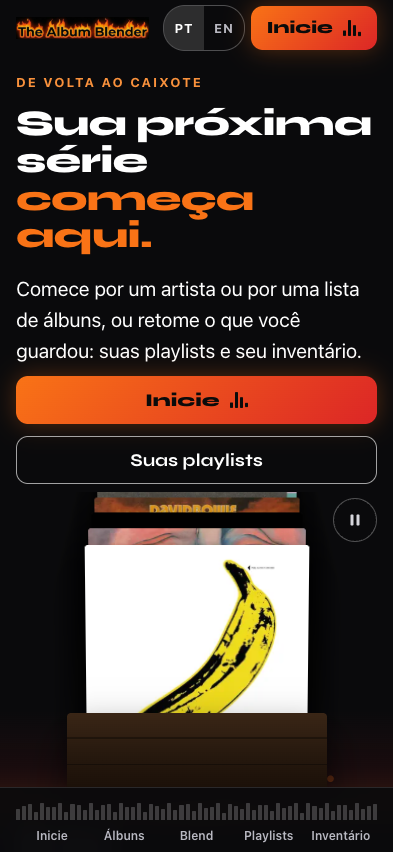 The Album Blender
PT EN
Inicie
DE VOLTA AO CAIXOTE
Sua próxima
série
começa
aqui.
Comece por um artista ou por uma lista
de álbuns, ou retome o que você
guardou: suas playlists e seu inventário.
Inicie
Suas playlists
DAVID BOWIE
Inicie Álbuns Blend Playlists Inventário